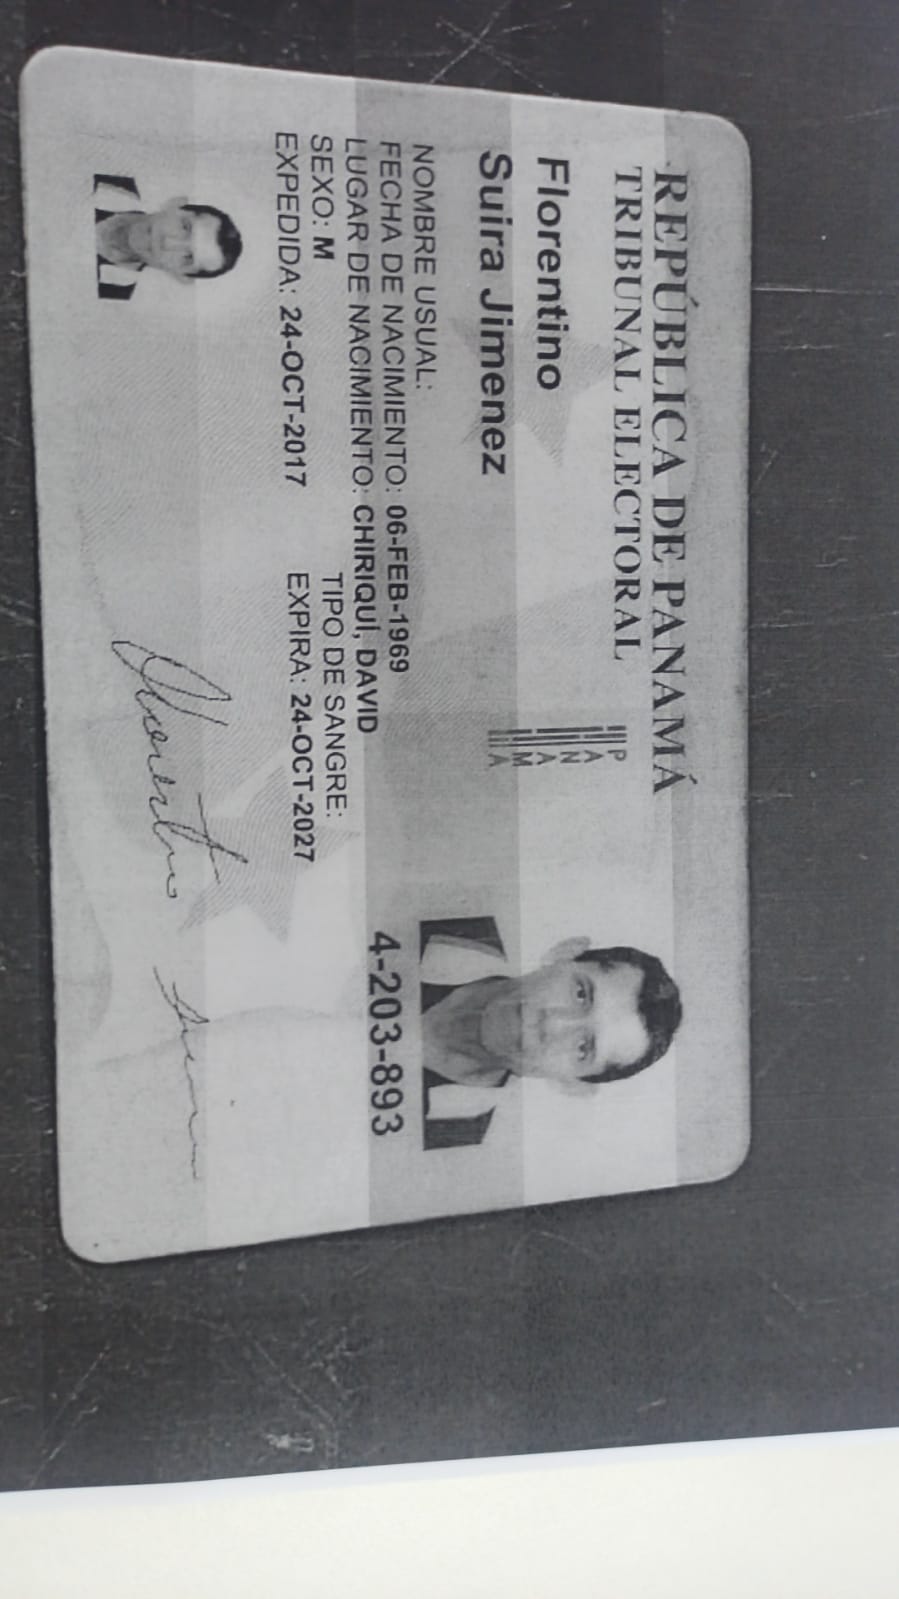 REPÚBLICA DE PANAMÁ
TRIBUNAL ELECTORAL
PANAMA
Florentino
Suira Jimenez
NOMBRE USUAL:
FECHA DE NACIMIENTO: 06-FEB-1969
LUGAR DE NACIMIENTO: CHIRIQUÍ, DAVID
SEXO: M TIPO DE SANGRE:
EXPEDIDA: 24-OCT-2017 EXPIRA: 24-OCT-2027
4-203-893
Florentino Suira